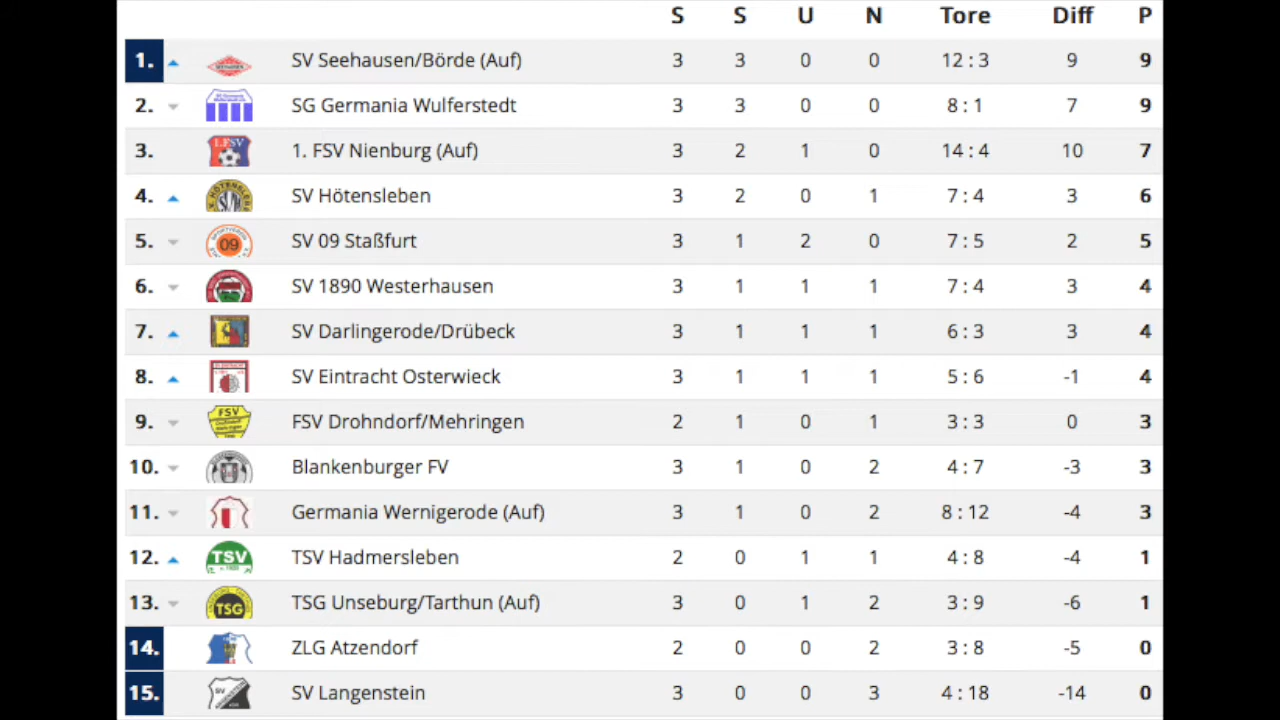 S S U N Tore Diff P
1. SV Seehausen/Börde (Auf) 3 3 0 0 12 : 3 9 9
2. SG Germania Wulferstedt 3 3 0 0 8 : 1 7 9
3. 1.FSV 1. FSV Nienburg (Auf) 3 2 1 0 14 : 4 10 7
4. SV Hötensleben 3 2 0 1 7 : 4 3 6
5. 09 SV 09 Staßfurt 3 1 2 0 7 : 5 2 5
6. SV 1890 Westerhausen 3 1 1 1 7 : 4 3 4
7. SV Darlingerode/Drübeck 3 1 1 1 6 : 3 3 4
8. SV Eintracht Osterwieck 3 1 1 1 5 : 6 -1 4
9. FSV FSV Drohndorf/Mehringen 2 1 0 1 3 : 3 0 3
10. Blankenburger FV 3 1 0 2 4 : 7 -3 3
11. Germania Wernigerode (Auf) 3 1 0 2 8 : 12 -4 3
12. TSV TSV Hadmersleben 2 0 1 1 4 : 8 -4 1
13. TSG TSG Unseburg/Tarthun (Auf) 3 0 1 2 3 : 9 -6 1
14. ZLG Atzendorf 2 0 0 2 3 : 8 -5 0
15. SV SV Langenstein 3 0 0 3 4 : 18 -14 0